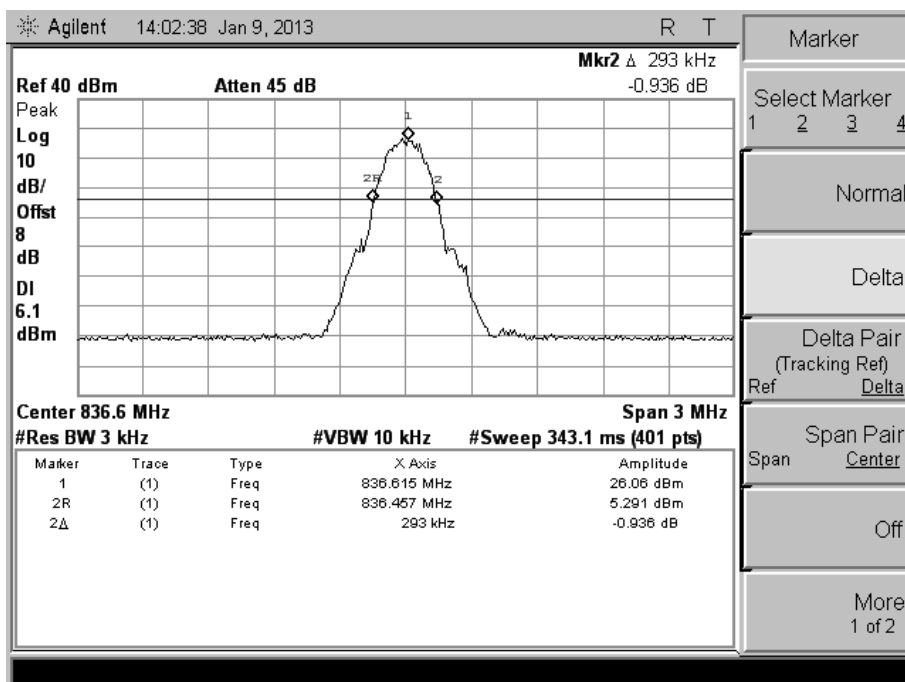 Agilent 14:02:38 Jan 9, 2013 R T
Mkr2 Δ 293 kHz
Ref 40 dBm Atten 45 dB -0.936 dB
Peak
Log
10
dB/
Offst
8
dB
DI
6.1
dBm
1
2R
2
Center 836.6 MHz Span 3 MHz
#Res BW 3 kHz #VBW 10 kHz #Sweep 343.1 ms (401 pts)
Marker Trace Type X Axis Amplitude
1 (1) Freq 836.615 MHz 26.06 dBm
2R (1) Freq 836.457 MHz 5.291 dBm
2Δ (1) Freq 293 kHz -0.936 dB
Marker
Select Marker
1 2 3 4
Normal
Delta
Delta Pair
(Tracking Ref)
Ref Delta
Span Pair
Span Center
Off
More
1 of 2